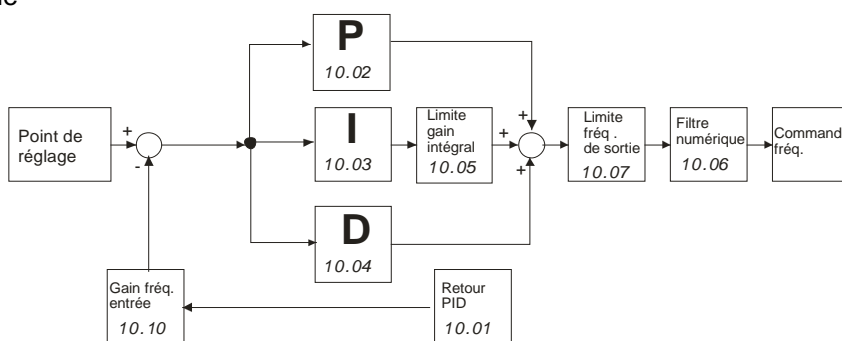 P
10.02
Point de
réglage
+
-
I
10.03
Limite
gain
intégral
10.05
+
+
+
Limite
fréq .
de sortie
10.07
Filtre
numérique
10.06
Command
fréq.
D
10.04
Gain fréq.
entrée
10.10
Retour
PID
10.01